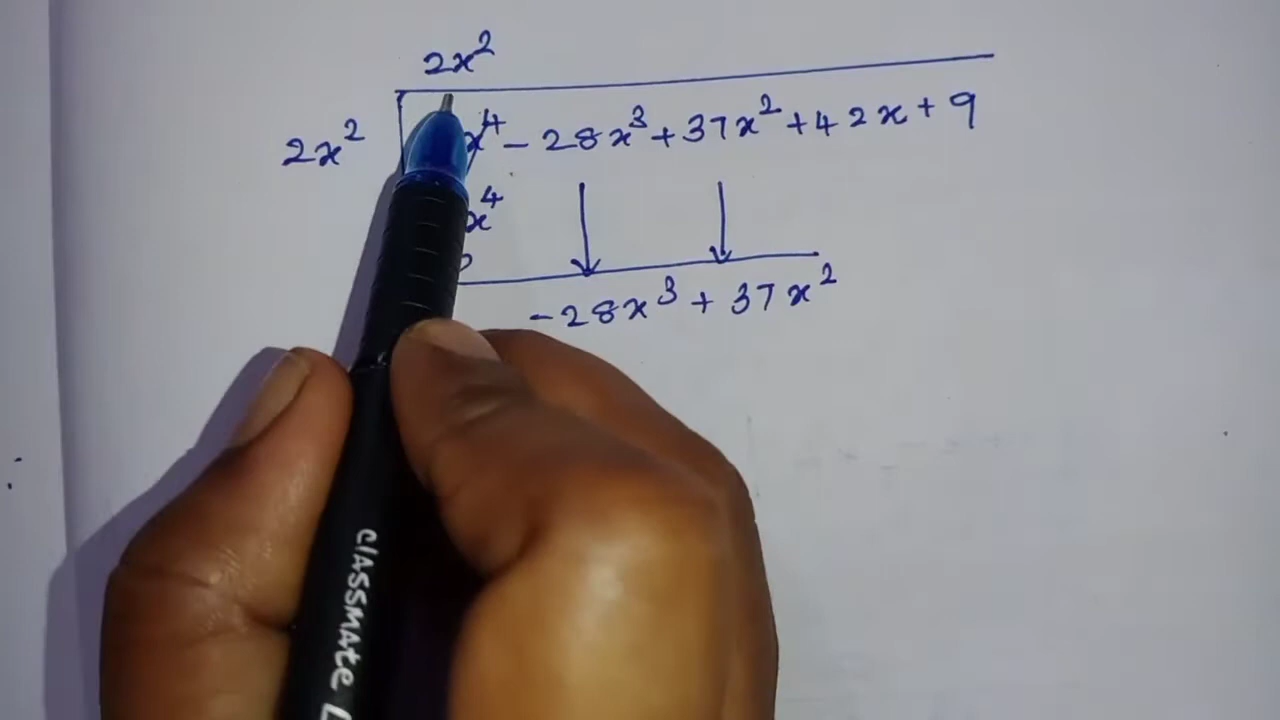 2x²
2x² x⁴ - 28x³ + 37x² + 42x + 9
x⁴
-28x³ + 37x²
CLASSMATE